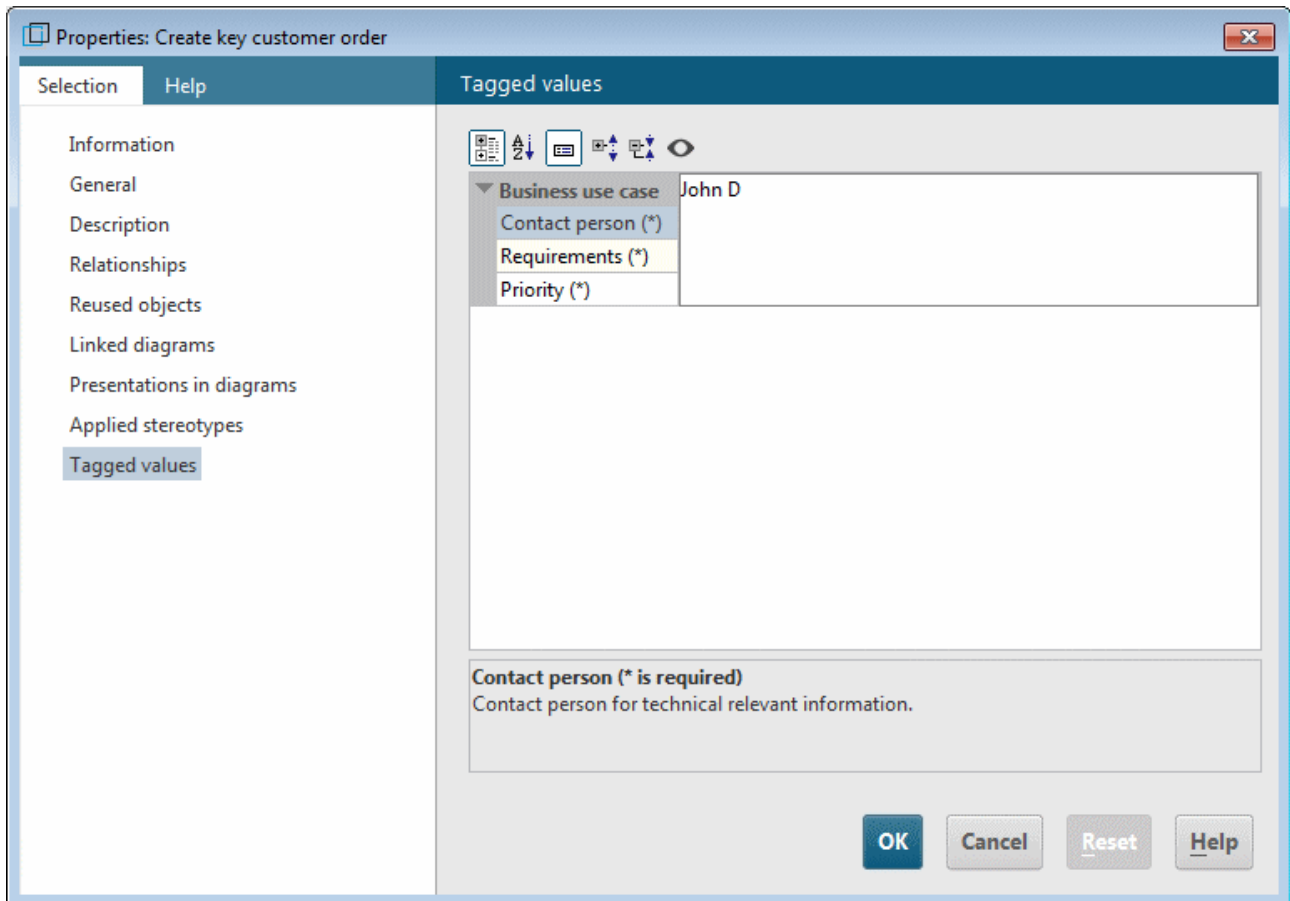 Properties: Create key customer order
Selection Help
Tagged values
Information
General
Description
Relationships
Reused objects
Linked diagrams
Presentations in diagrams
Applied stereotypes
Tagged values
Business use case John D
Contact person (*)
Requirements (*)
Priority (*)
Contact person (* is required)
Contact person for technical relevant information.
OK Cancel Reset Help